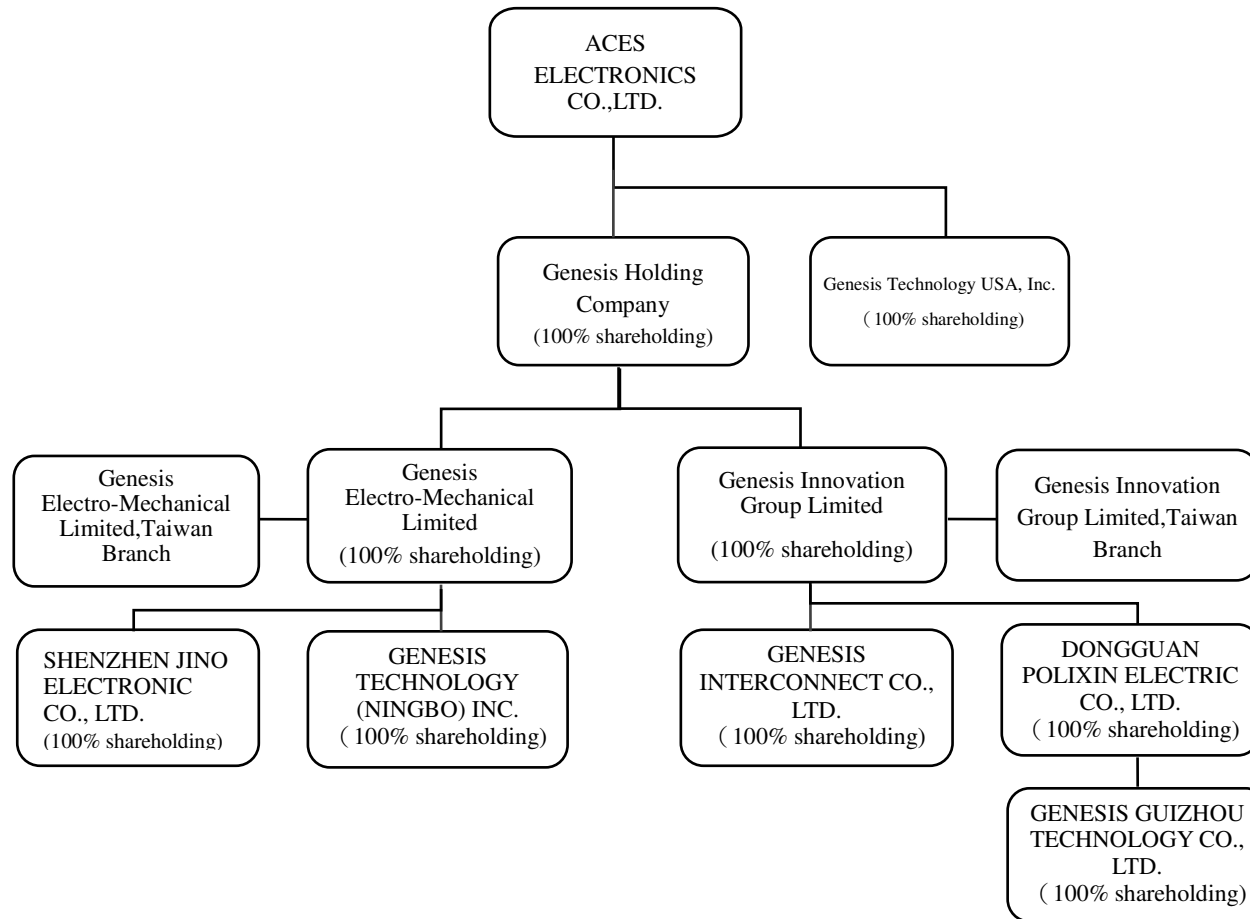 ACES
ELECTRONICS
CO.,LTD.
Genesis Holding
Company
(100% shareholding)
Genesis Technology USA, Inc.
（100% shareholding)
Genesis
Electro-Mechanical
Limited,Taiwan
Branch
Genesis
Electro-Mechanical
Limited
(100% shareholding)
Genesis Innovation
Group Limited
(100% shareholding)
Genesis Innovation
Group Limited,Taiwan
Branch
SHENZHEN JINO
ELECTRONIC
CO., LTD.
(100% shareholding)
GENESIS
TECHNOLOGY
(NINGBO) INC.
（100% shareholding)
GENESIS
INTERCONNECT CO.,
LTD.
（100% shareholding)
DONGGUAN
POLIXIN ELECTRIC
CO., LTD.
（100% shareholding)
GENESIS GUIZHOU
TECHNOLOGY CO.,
LTD.
（100% shareholding)